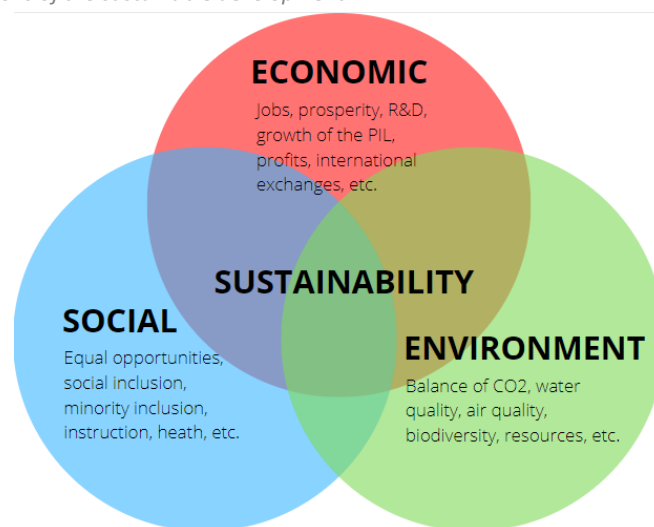 ECONOMIC
Jobs, prosperity, R&D,
growth of the PIL,
profits, international
exchanges, etc.
SUSTAINABILITY
SOCIAL
Equal opportunities,
social inclusion,
minority inclusion,
instruction, heath, etc.
ENVIRONMENT
Balance of CO2, water
quality, air quality,
biodiversity, resources, etc.